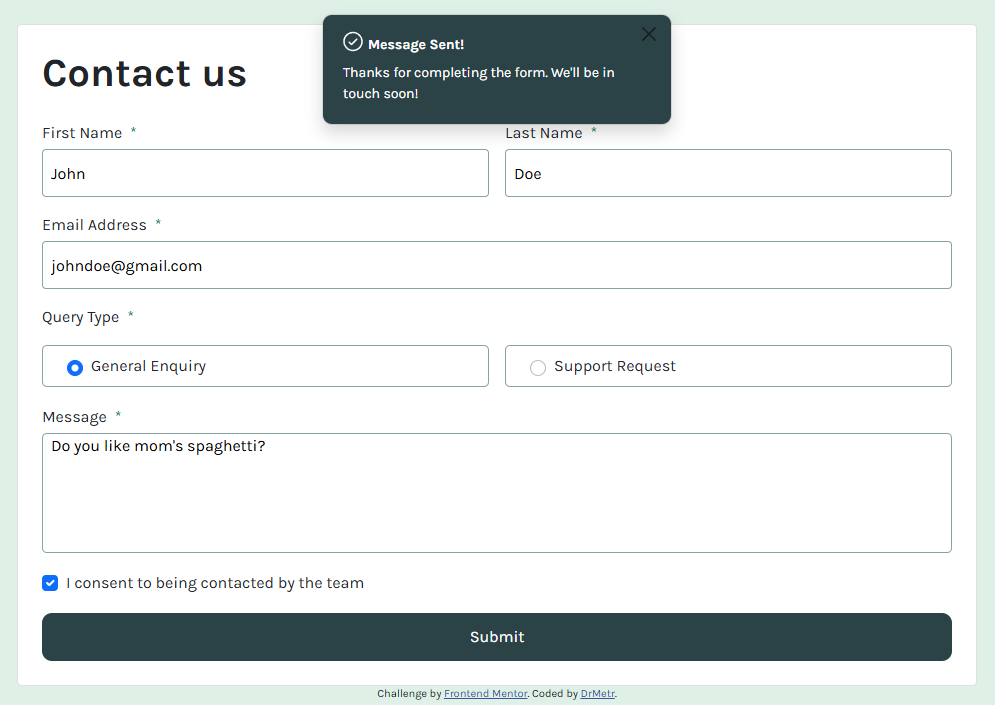 Message Sent!
Thanks for completing the form. We'll be in
touch soon!
Contact us
First Name *
Last Name *
John
Doe
Email Address *
johndoe@gmail.com
Query Type *
General Enquiry
Support Request
Message *
Do you like mom's spaghetti?
I consent to being contacted by the team
Submit
Challenge by Frontend Mentor. Coded by DrMetr.